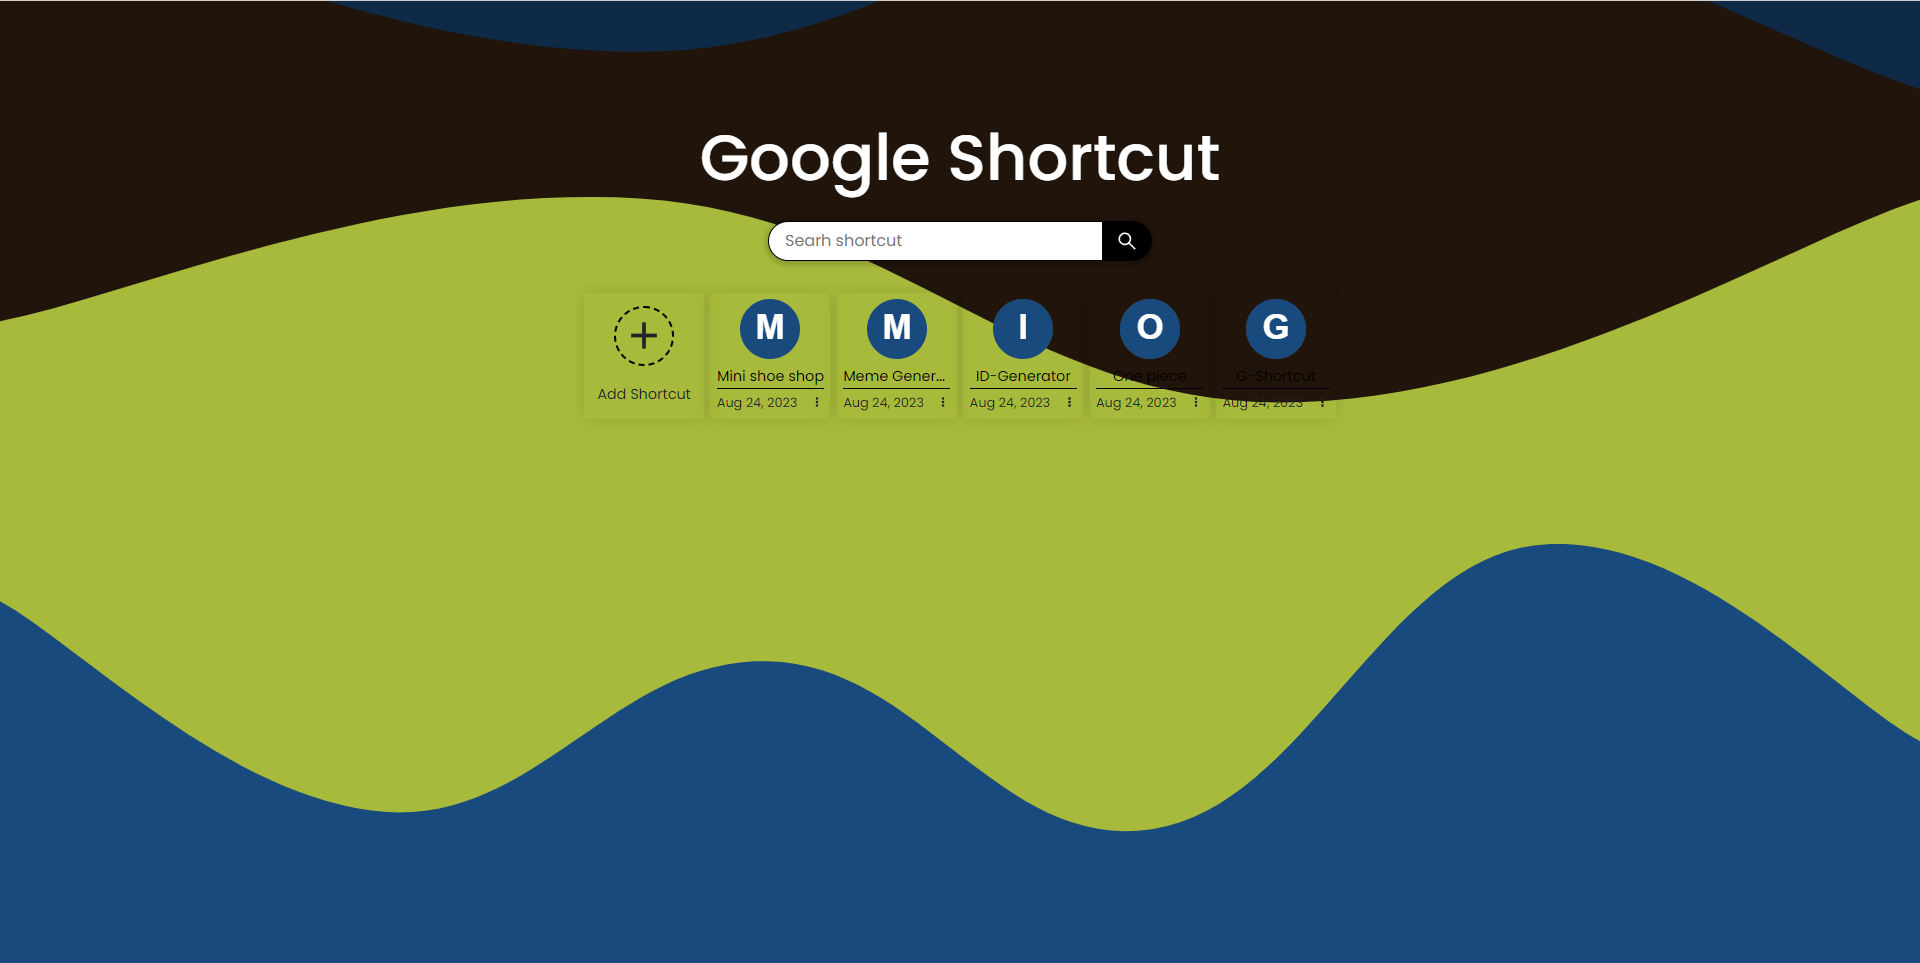 Google Shortcut
Searh shortcut
M
M
I
O
G
Mini shoe shop
Meme Gener...
ID-Generator
One piece
G-Shortcut
Add Shortcut
Aug 24, 2023
Aug 24, 2023
Aug 24, 2023
Aug 24, 2023
Aug 24, 2023